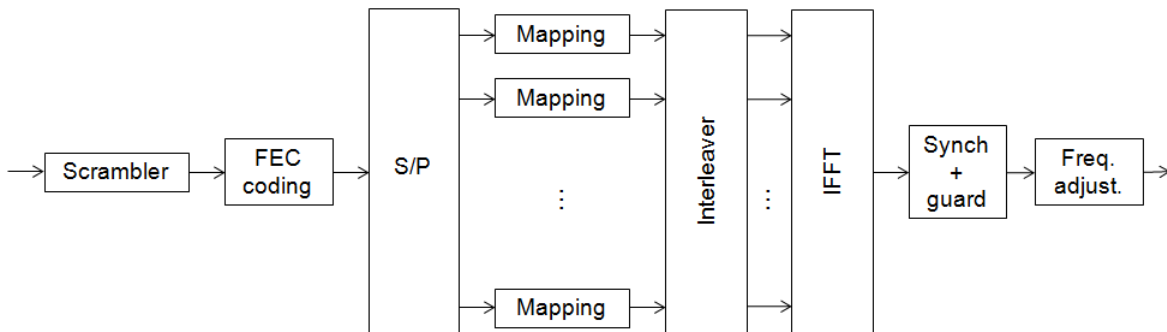 Scrambler
FEC
coding
S/P
Mapping
Mapping
⋮
Mapping
Interleaver
⋮
IFFT
Synch
+
guard
Freq.
adjust.